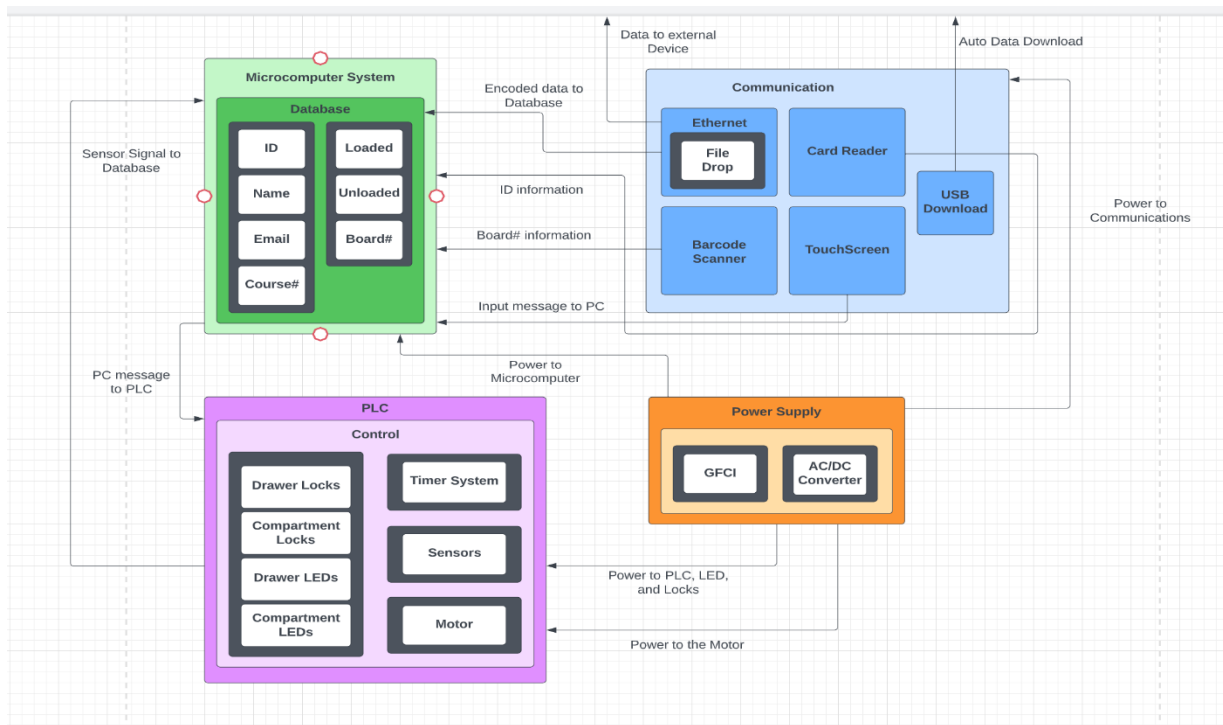 Data to external
Device
Auto Data Download
Microcomputer System
Database
ID
Name
Email
Course#
Loaded
Unloaded
Board#
Encoded data to
Database
Sensor Signal to
Database
ID information
Board# information
Input message to PC
Communication
Ethernet
File
Drop
Card Reader
USB
Download
Barcode
Scanner
TouchScreen
Power to
Communications
Power to
Microcomputer
PC message
to PLC
PLC
Control
Drawer Locks
Compartment
Locks
Drawer LEDs
Compartment
LEDs
Timer System
Sensors
Motor
Power Supply
GFCI
AC/DC
Converter
Power to PLC, LED,
and Locks
Power to the Motor